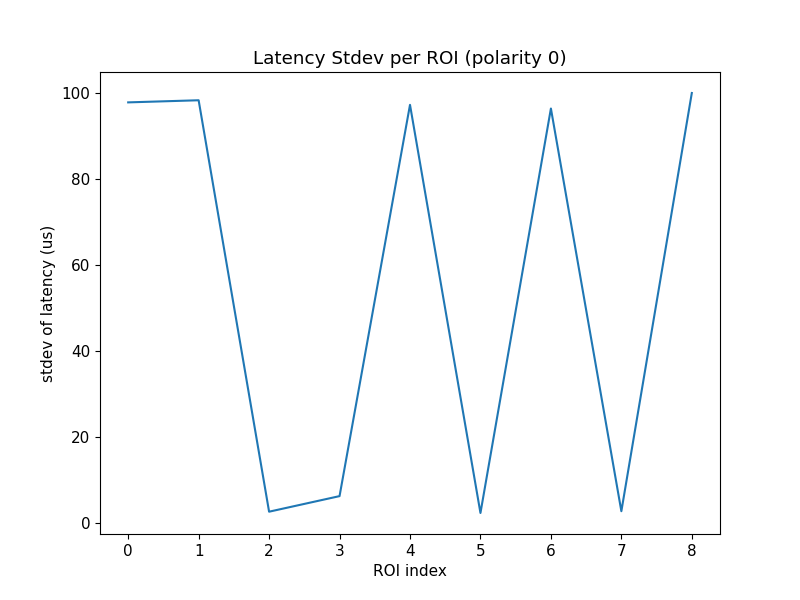 Latency Stdev per ROI (polarity 0)
100
80
60
40
20
0
stdev of latency (us)
0 1 2 3 4 5 6 7 8
ROI index